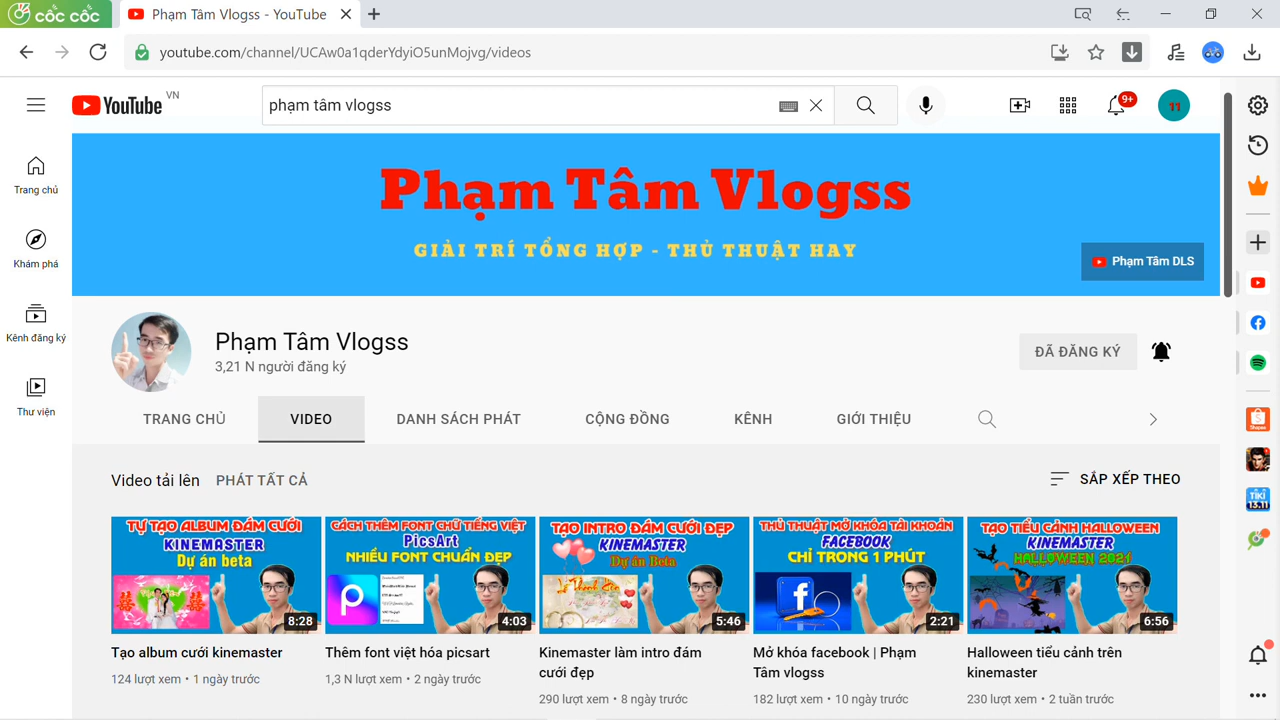 cốc cốc
Phạm Tâm Vlogss - YouTube
youtube.com/channel/UCAw0a1qderYdyiO5unMojvg/videos
YouTube VN
phạm tâm vlogss
9+
11
Trang chủ
Khám phá
Kênh đăng ký
Thư viện
Phạm Tâm Vlogss
GIẢI TRÍ TỔNG HỢP - THỦ THUẬT HAY
Phạm Tâm DLS
Phạm Tâm Vlogss
3,21 N người đăng ký
ĐÃ ĐĂNG KÝ
TRANG CHỦ
VIDEO
DANH SÁCH PHÁT
CỘNG ĐỒNG
KÊNH
GIỚI THIỆU
Video tải lên
PHÁT TẤT CẢ
SẮP XẾP THEO
TỰ TẠO ALBUM ĐÁM CƯỚI
KINEMASTER
Dự án beta
8:28
Tạo album cưới kinemaster
124 lượt xem • 1 ngày trước
CÁCH THÊM FONT CHỮ TIẾNG VIỆT
PicsArt
NHIỀU FONT CHUẨN ĐẸP
4:03
Thêm font việt hóa picsart
1,3 N lượt xem • 2 ngày trước
TẠO INTRO ĐÁM CƯỚI ĐẸP
KINEMASTER
Dự án Beta
5:46
Kinemaster làm intro đám
cưới đẹp
290 lượt xem • 8 ngày trước
THỦ THUẬT MỞ KHÓA TÀI KHOẢN
FACEBOOK
CHỈ TRONG 1 PHÚT
2:21
Mở khóa facebook | Phạm
Tâm vlogss
182 lượt xem • 10 ngày trước
TẠO TIỂU CẢNH HALLOWEEN
KINEMASTER
HALLOWEEN 2021
6:56
Halloween tiểu cảnh trên
kinemaster
230 lượt xem • 2 tuần trước
Shopee
TIKI
13.11